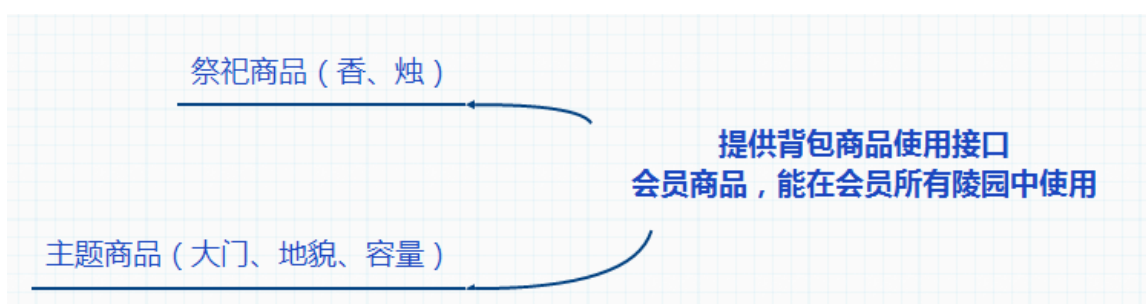 祭祀商品（香、烛）
提供背包商品使用接口
会员商品，能在会员所有陵园中使用
主题商品（大门、地貌、容量）